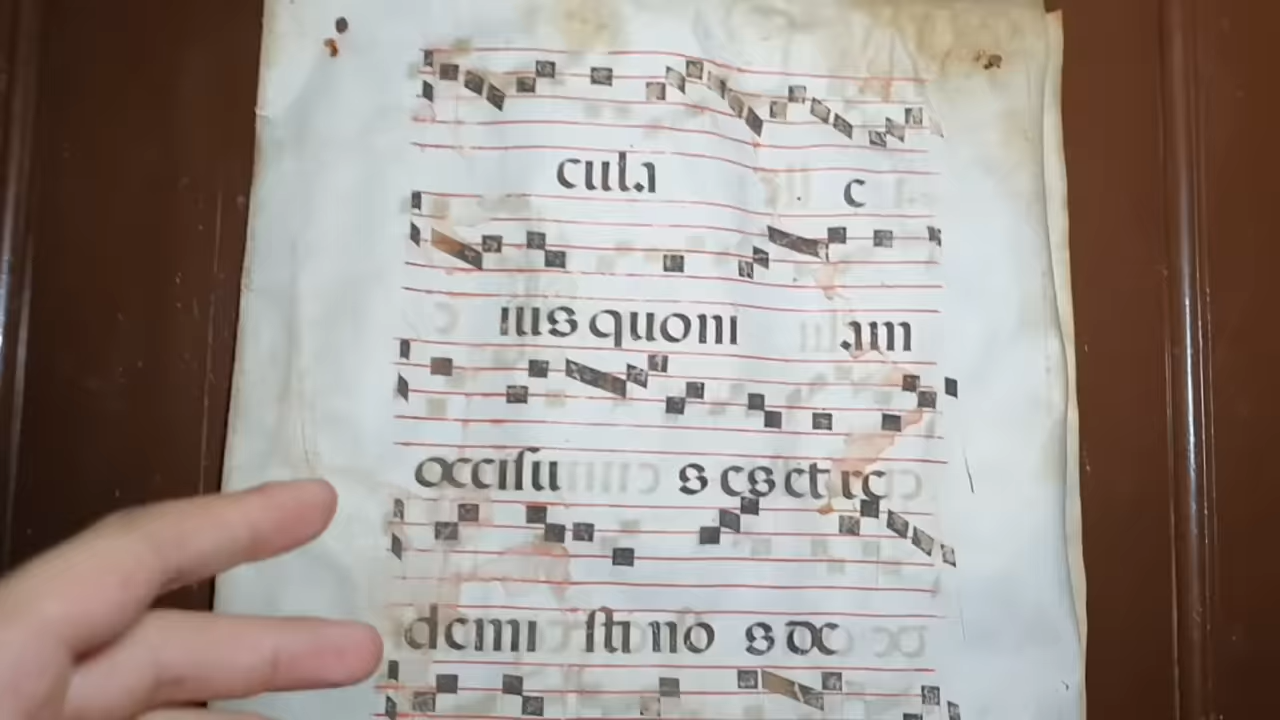 cula e
ius quoni am
occisu s es et re
demi sti no s de